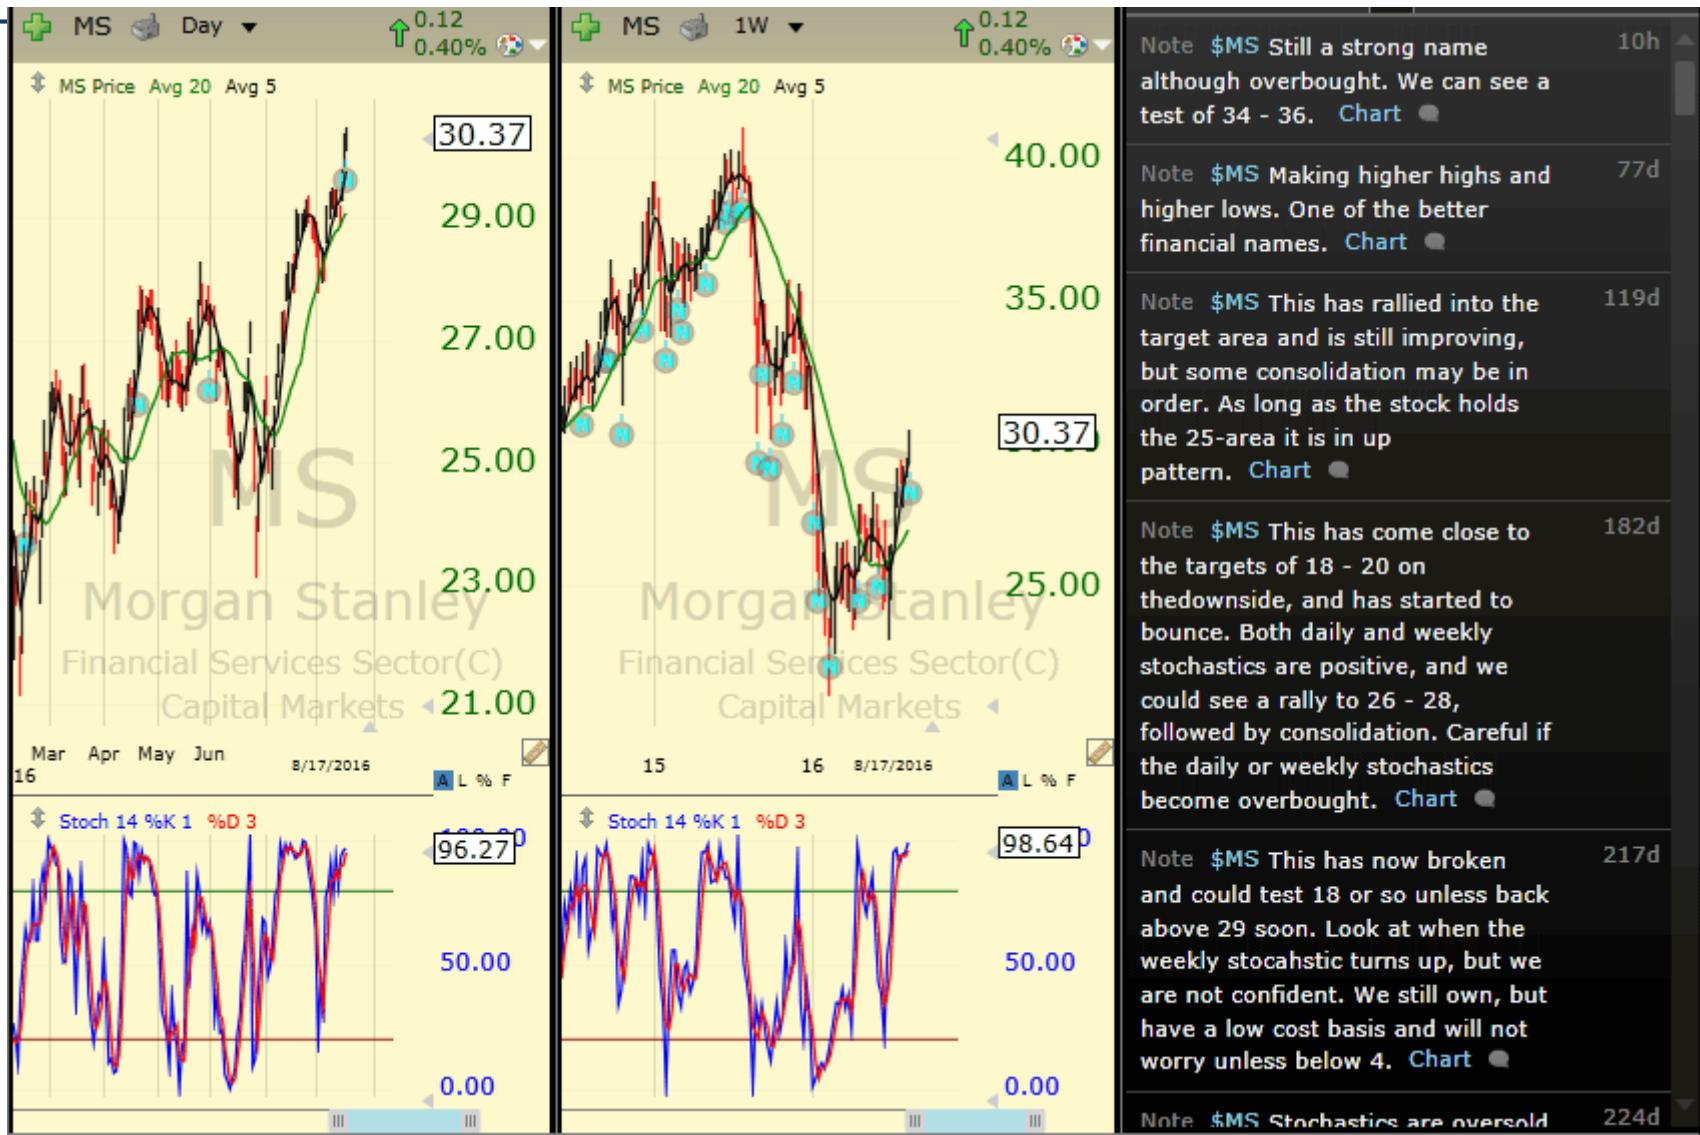 MS Day 0.12
0.40%
MS Price Avg 20 Avg 5
30.37
29.00
27.00
25.00
23.00
21.00
MS
Morgan Stanley
Financial Services Sector(C)
Capital Markets
Mar Apr May Jun 8/17/2016
16
A L % F
Stoch 14 %K 1 %D 3
96.27
50.00
0.00
MS 1W 0.12
0.40%
MS Price Avg 20 Avg 5
40.00
35.00
30.37
25.00
MS
Morgan Stanley
Financial Services Sector(C)
Capital Markets
15 16 8/17/2016
A L % F
Stoch 14 %K 1 %D 3
98.64
50.00
0.00
Note $MS Still a strong name 10h
although overbought. We can see a
test of 34 - 36. Chart
Note $MS Making higher highs and 77d
higher lows. One of the better
financial names. Chart
Note $MS This has rallied into the 119d
target area and is still improving,
but some consolidation may be in
order. As long as the stock holds
the 25-area it is in up
pattern. Chart
Note $MS This has come close to 182d
the targets of 18 - 20 on
thedownside, and has started to
bounce. Both daily and weekly
stochastics are positive, and we
could see a rally to 26 - 28,
followed by consolidation. Careful if
the daily or weekly stochastics
become overbought. Chart
Note $MS This has now broken 217d
and could test 18 or so unless back
above 29 soon. Look at when the
weekly stocahstic turns up, but we
are not confident. We still own, but
have a low cost basis and will not
worry unless below 4. Chart
Note $MS Stochastics are oversold 224d